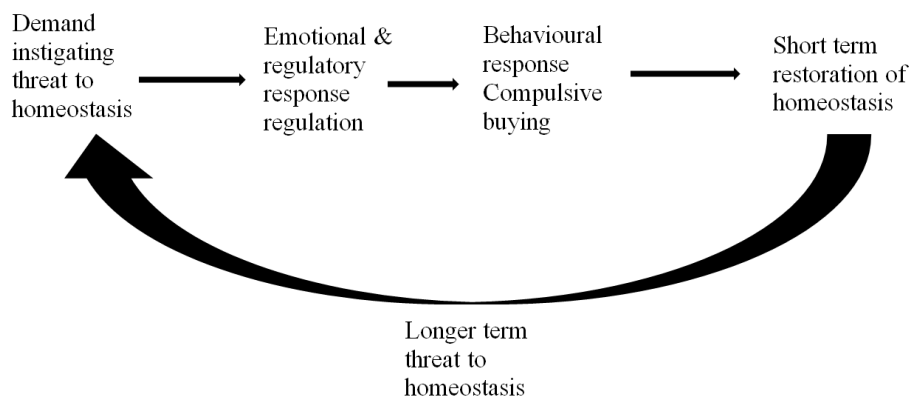 Demand
instigating
threat to
homeostasis
Emotional &
regulatory
response
regulation
Behavioural
response
Compulsive
buying
Short term
restoration of
homeostasis
Longer term
threat to
homeostasis